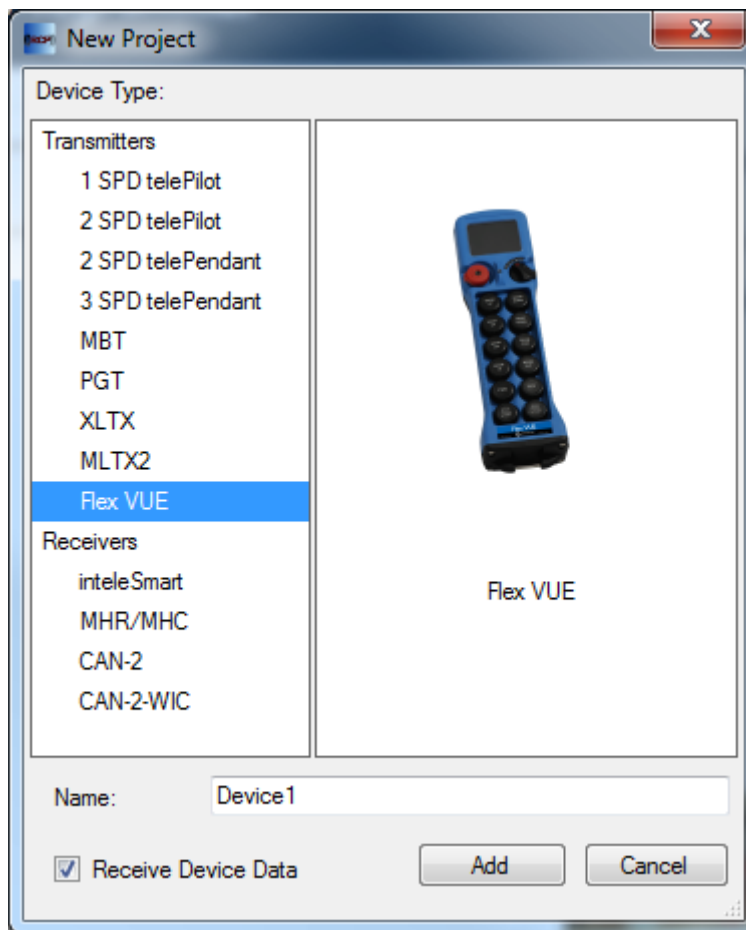 New Project
Device Type:
Transmitters
1 SPD telePilot
2 SPD telePilot
2 SPD telePendant
3 SPD telePendant
MBT
PGT
XLTX
MLTX2
Flex VUE
Receivers
inteleSmart
MHR/MHC
CAN-2
CAN-2-WIC
Flex VUE
Flex VUE
Name: Device1
Receive Device Data
Add Cancel